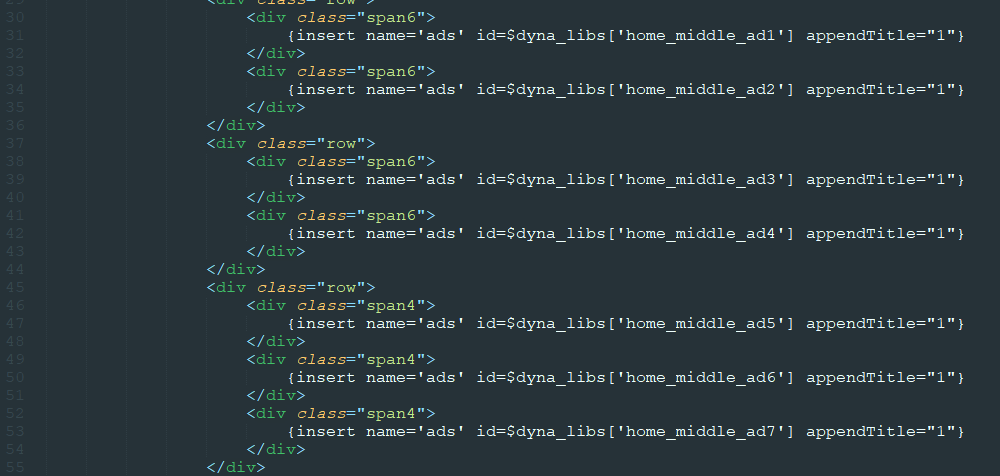 29 <div class="row">
30 <div class="span6">
31 {insert name='ads' id=$dyna_libs['home_middle_ad1'] appendTitle="1"}
32 </div>
33 <div class="span6">
34 {insert name='ads' id=$dyna_libs['home_middle_ad2'] appendTitle="1"}
35 </div>
36 </div>
37 <div class="row">
38 <div class="span6">
39 {insert name='ads' id=$dyna_libs['home_middle_ad3'] appendTitle="1"}
40 </div>
41 <div class="span6">
42 {insert name='ads' id=$dyna_libs['home_middle_ad4'] appendTitle="1"}
43 </div>
44 </div>
45 <div class="row">
46 <div class="span4">
47 {insert name='ads' id=$dyna_libs['home_middle_ad5'] appendTitle="1"}
48 </div>
49 <div class="span4">
50 {insert name='ads' id=$dyna_libs['home_middle_ad6'] appendTitle="1"}
51 </div>
52 <div class="span4">
53 {insert name='ads' id=$dyna_libs['home_middle_ad7'] appendTitle="1"}
54 </div>
55 </div>